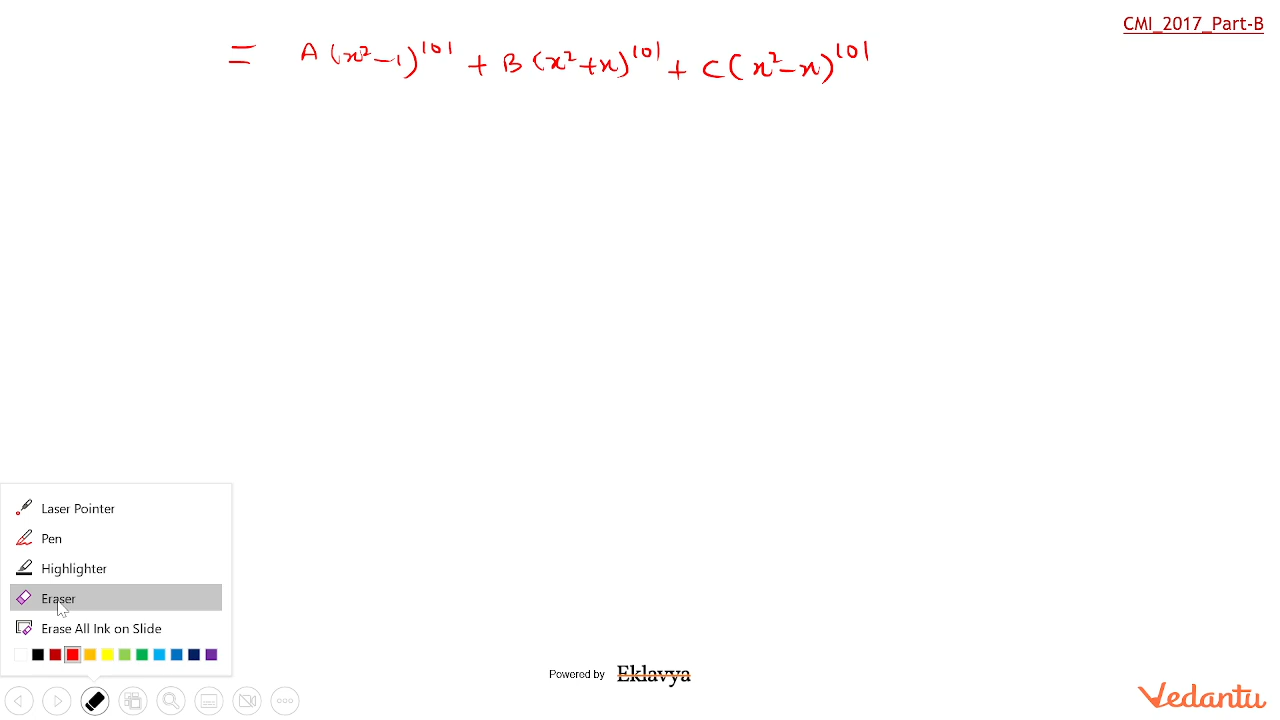 CMI_2017_Part-B
= A(x²-1)¹⁰¹ + B(x²+x)¹⁰¹ + C(x²-x)¹⁰¹
Laser Pointer
Pen
Highlighter
Eraser
Erase All Ink on Slide
Powered by Eklavya
Vedantu